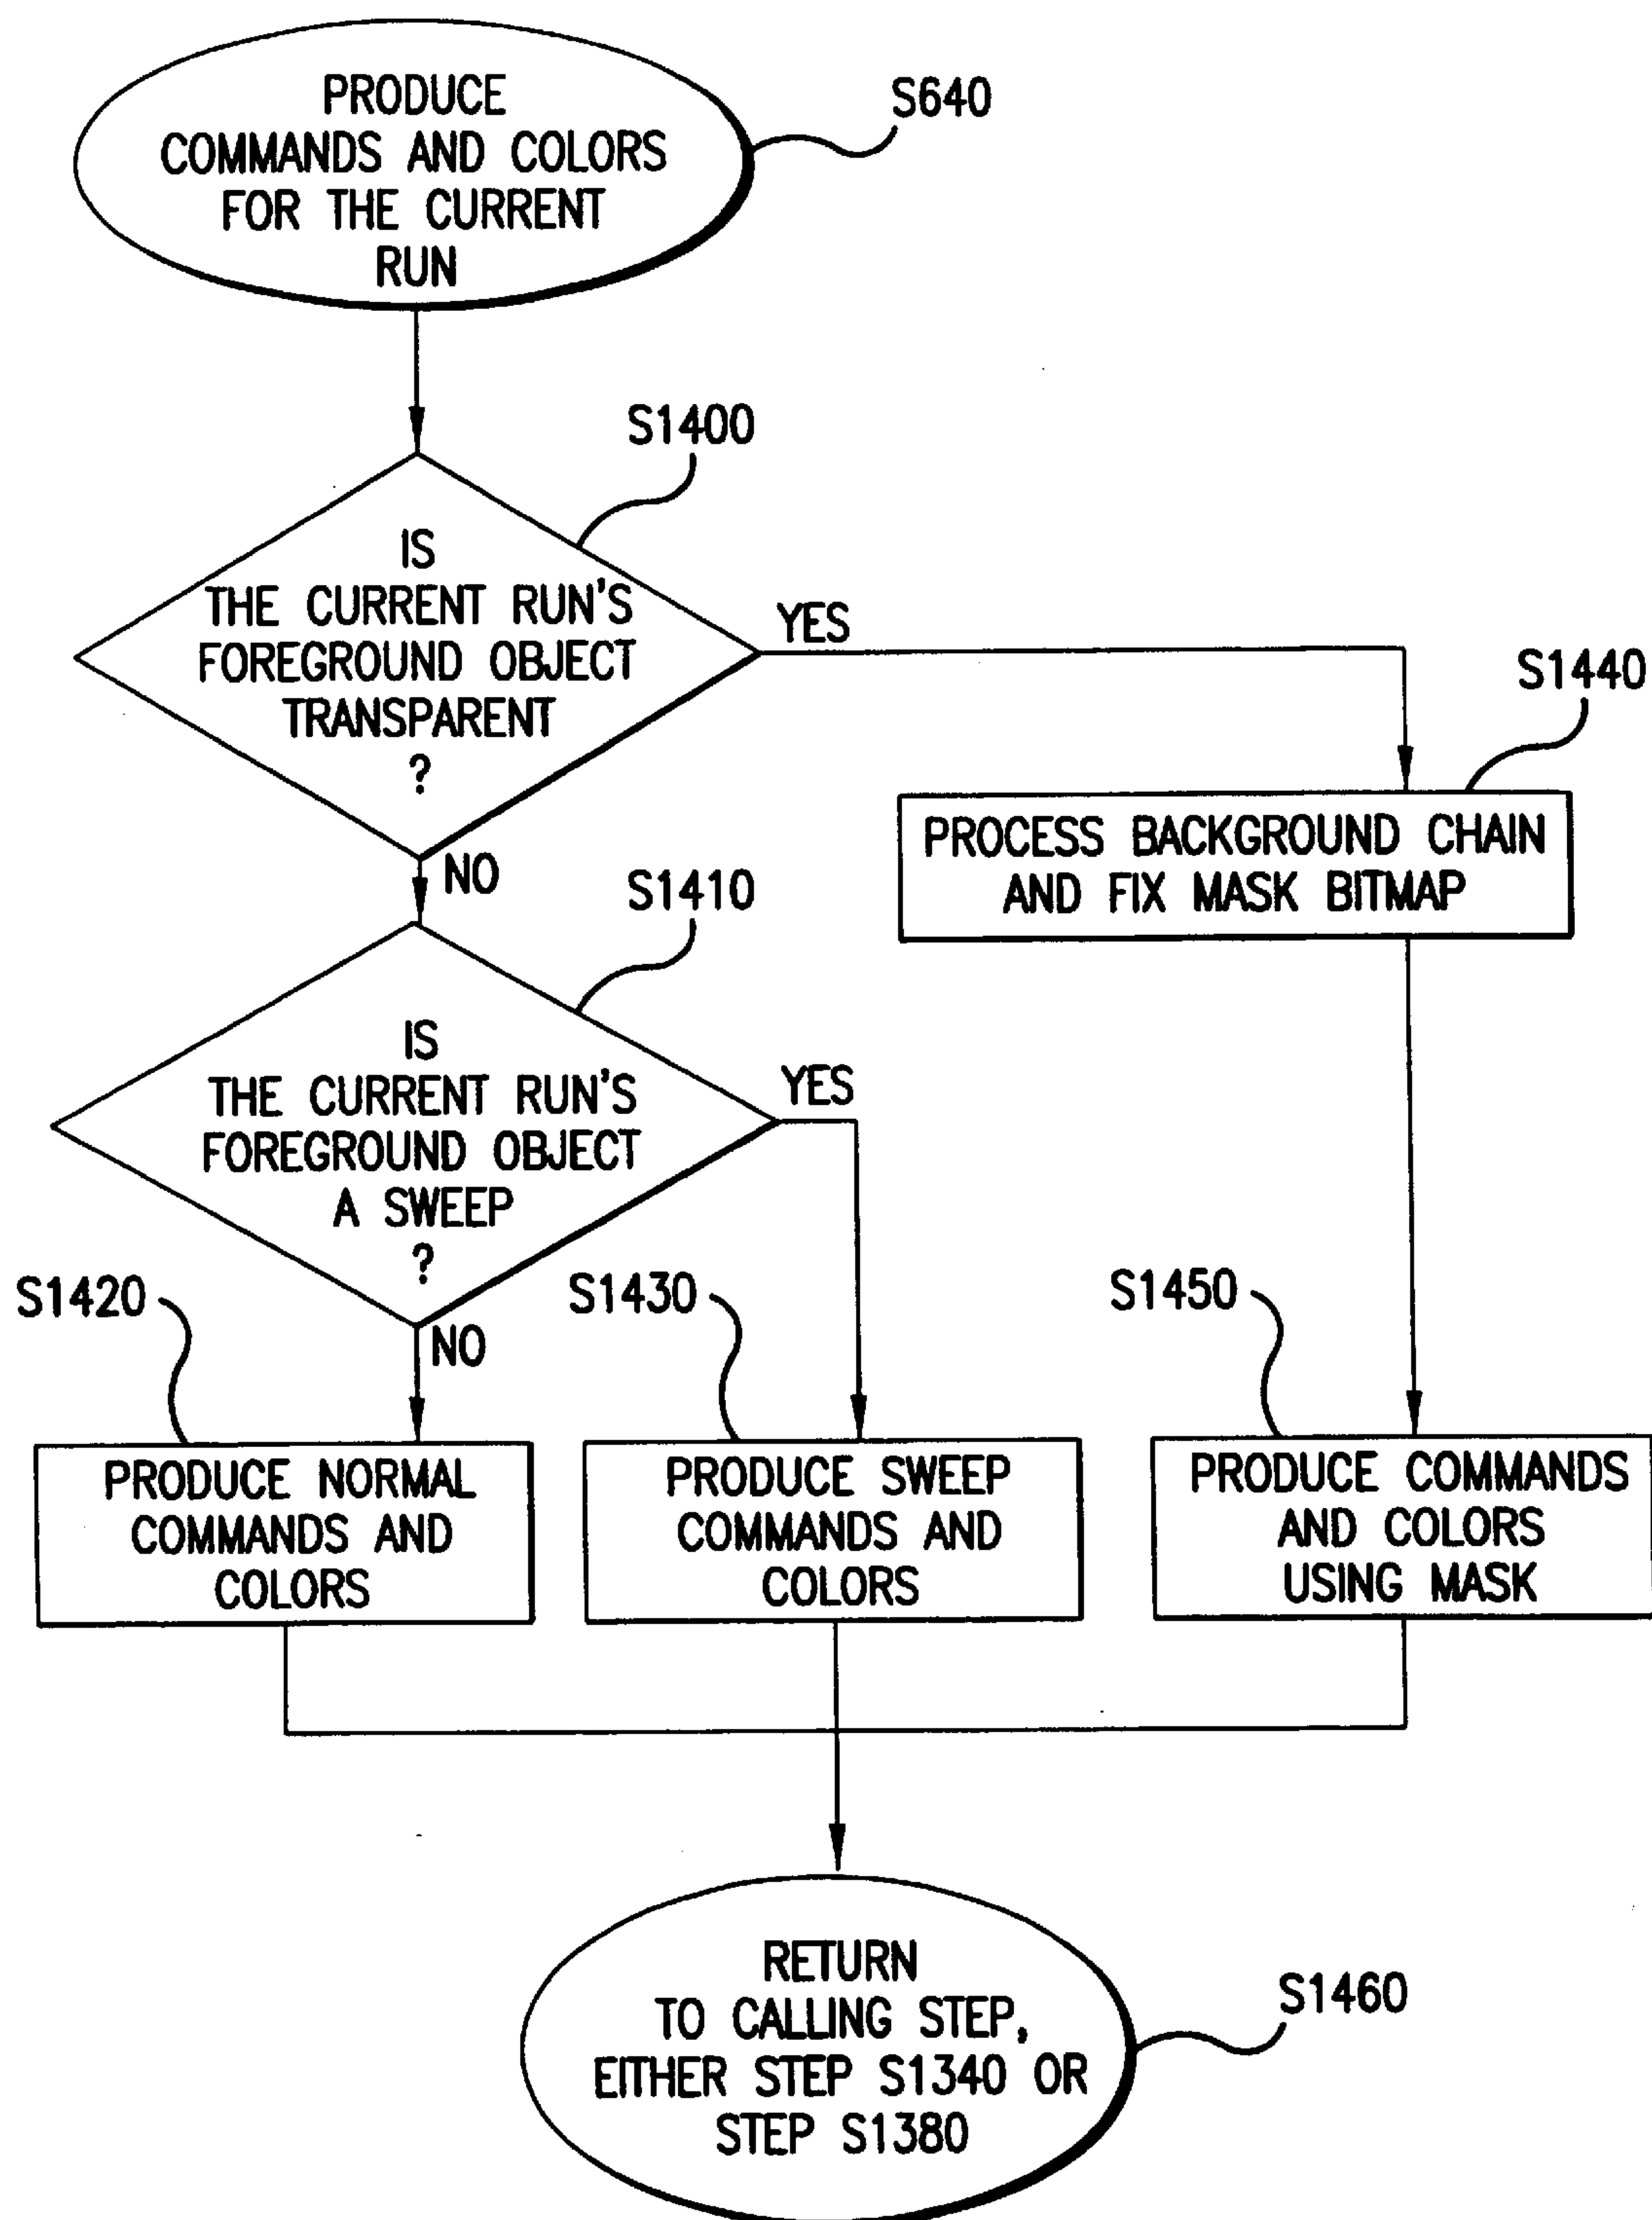 PRODUCE
COMMANDS AND COLORS
FOR THE CURRENT
RUN
S640
S1400
IS
THE CURRENT RUN'S
FOREGROUND OBJECT
TRANSPARENT
?
YES
S1440
PROCESS BACKGROUND CHAIN
AND FIX MASK BITMAP
NO
S1410
IS
THE CURRENT RUN'S
FOREGROUND OBJECT
A SWEEP
?
YES
NO
S1420
PRODUCE NORMAL
COMMANDS AND
COLORS
S1430
PRODUCE SWEEP
COMMANDS AND
COLORS
S1450
PRODUCE COMMANDS
AND COLORS
USING MASK
RETURN
TO CALLING STEP,
EITHER STEP S1340 OR
STEP S1380
S1460